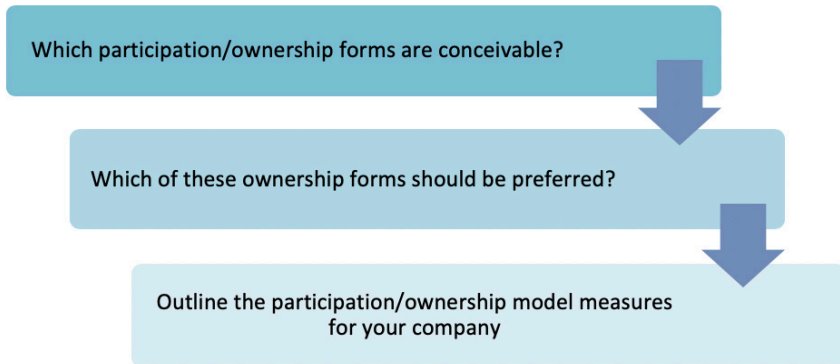 Which participation/ownership forms are conceivable?
Which of these ownership forms should be preferred?
Outline the participation/ownership model measures
for your company